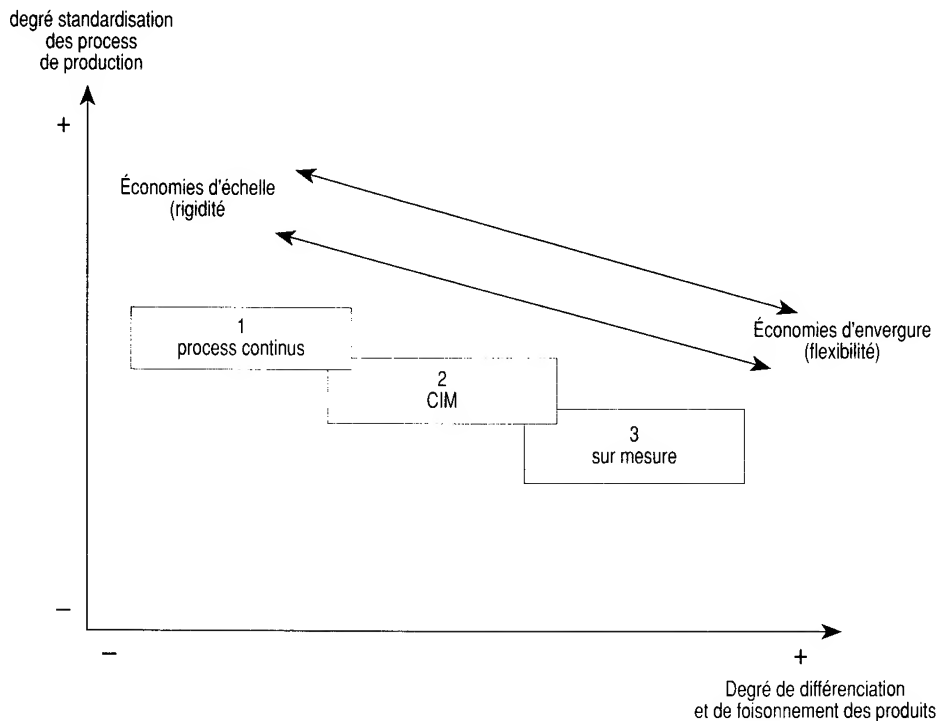 degré standardisation
des process
de production
+
Économies d'échelle
(rigidité
Économies d'envergure
(flexibilité)
1
process continus
2
CIM
3
sur mesure
–
–
+
Degré de différenciation
et de foisonnement des produits